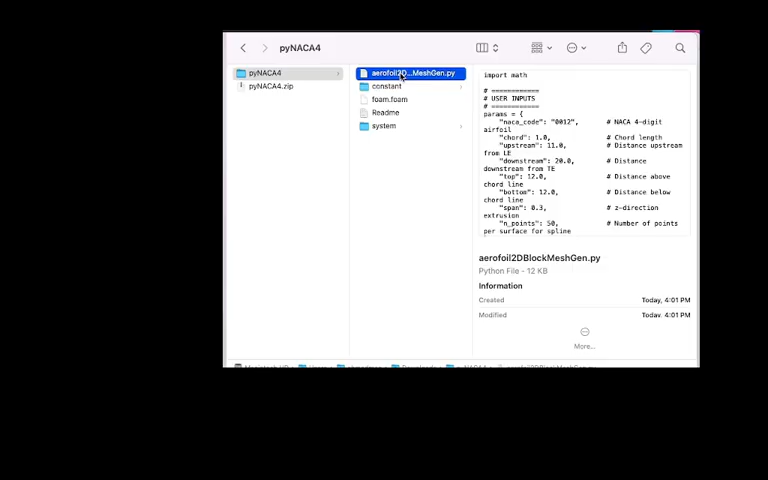 pyNACA4
pyNACA4
pyNACA4.zip
aerofoil2D...MeshGen.py
constant
foam.foam
Readme
system
import math
# ============
# USER INPUTS
# ============
params = {
"naca_code": "0012", # NACA 4-digit
airfoil
"chord": 1.0, # Chord length
"upstream": 11.0, # Distance upstream
from LE
"downstream": 20.0, # Distance
downstream from TE
"top": 12.0, # Distance above
chord line
"bottom": 12.0, # Distance below
chord line
"span": 0.3, # z-direction
extrusion
"n_points": 50, # Number of points
per surface for spline
aerofoil2DBlockMeshGen.py
Python File - 12 KB
Information
Created Today, 4:01 PM
Modified Today, 4:01 PM
More...